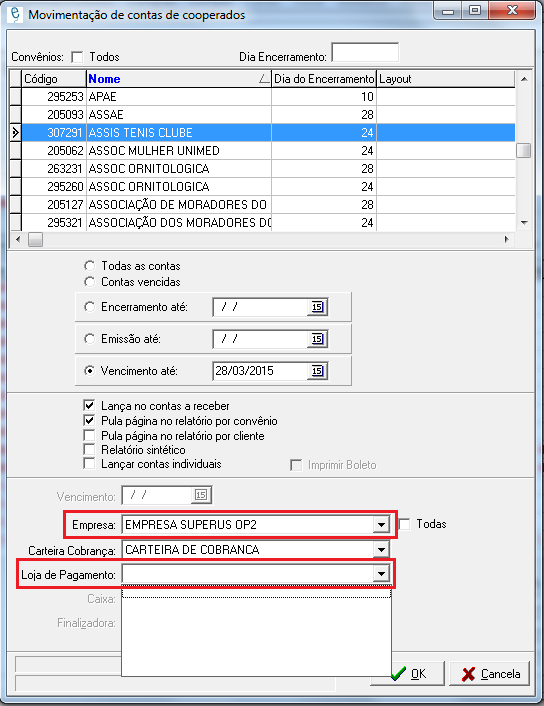 Movimentação de contas de cooperados
Convênios: Todos Dia Encerramento:
Código Nome Dia do Encerramento Layout
295253 APAE 10
205093 ASSAE 28
307291 ASSIS TENIS CLUBE 24
205062 ASSOC MULHER UNIMED 24
263231 ASSOC ORNITOLOGICA 28
295260 ASSOC ORNITOLOGICA 24
205127 ASSOCIAÇÃO DE MORADORES DO 28
295321 ASSOCIAÇÃO DOS MORADORES DO 24
Todas as contas
Contas vencidas
Encerramento até: / / 15
Emissão até: / / 15
Vencimento até: 28/03/2015 15
Lança no contas a receber
Pula página no relatório por convênio
Pula página no relatório por cliente
Relatório sintético
Lançar contas individuais Imprimir Boleto
Vencimento: / / 15
Empresa: EMPRESA SUPERUS OP2 Todas
Carteira Cobrança: CARTEIRA DE COBRANCA
Loja de Pagamento:
Caixa:
Finalizadora:
OK Cancela